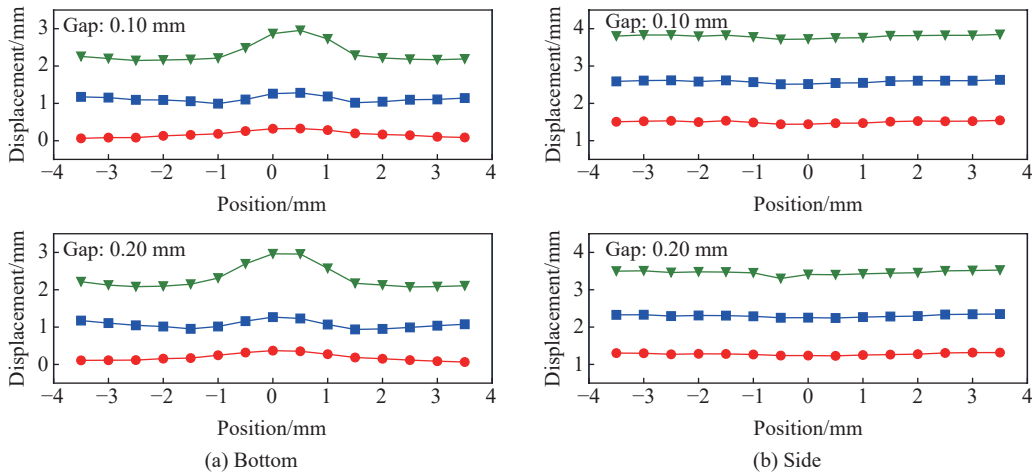 Gap: 0.10 mm
3
2
1
0
Displacement/mm
−4 −3 −2 −1 0 1 2 3 4
Position/mm
Gap: 0.20 mm
3
2
1
0
Displacement/mm
−4 −3 −2 −1 0 1 2 3 4
Position/mm
(a) Bottom
Gap: 0.10 mm
4
3
2
1
Displacement/mm
−4 −3 −2 −1 0 1 2 3 4
Position/mm
Gap: 0.20 mm
4
3
2
1
Displacement/mm
−4 −3 −2 −1 0 1 2 3 4
Position/mm
(b) Side